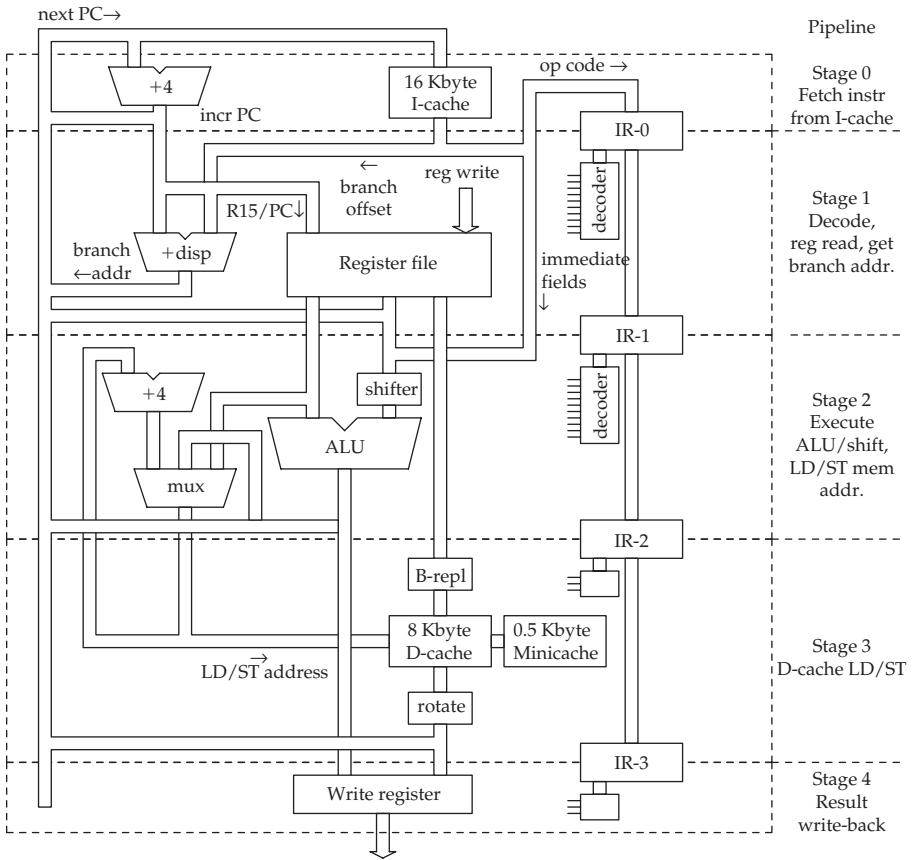 next PC→
Pipeline
+4
16 Kbyte
I-cache
op code →
Stage 0
Fetch instr
from I-cache
incr PC
IR-0
decoder
←
branch
offset
reg write
R15/PC↓
Stage 1
Decode,
reg read, get
branch addr.
+disp
branch
←addr
Register file
immediate
fields
↓
IR-1
decoder
+4
shifter
Stage 2
Execute
ALU/shift,
LD/ST mem
addr.
ALU
mux
IR-2
B-repl
8 Kbyte
D-cache
0.5 Kbyte
Minicache
Stage 3
D-cache LD/ST
→
LD/ST address
rotate
IR-3
Write register
Stage 4
Result
write-back